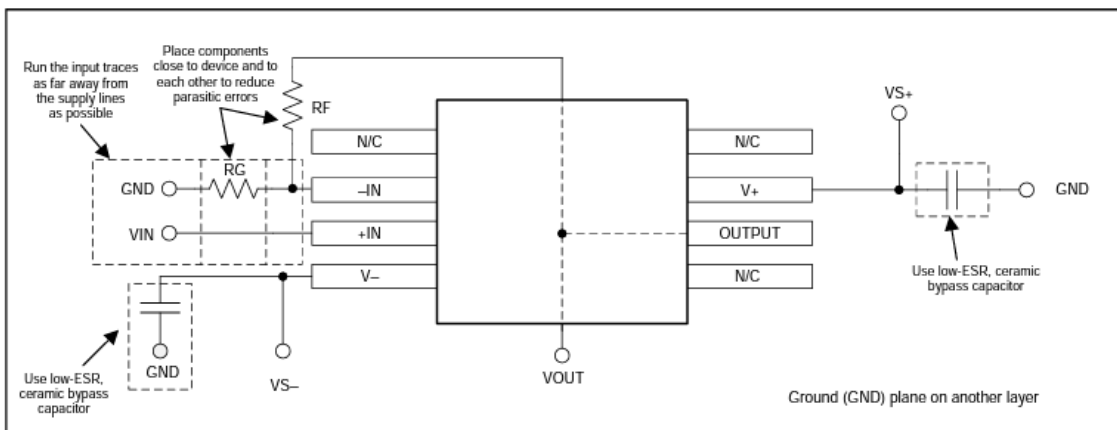 Place components
close to device and to
each other to reduce
parasitic errors
Run the input traces
as far away from
the supply lines
as possible
RF
VS+
N/C
N/C
RG
GND
–IN
V+
GND
VIN
+IN
OUTPUT
V–
N/C
Use low-ESR, ceramic
bypass capacitor
GND
VS–
VOUT
Use low-ESR,
ceramic bypass
capacitor
Ground (GND) plane on another layer